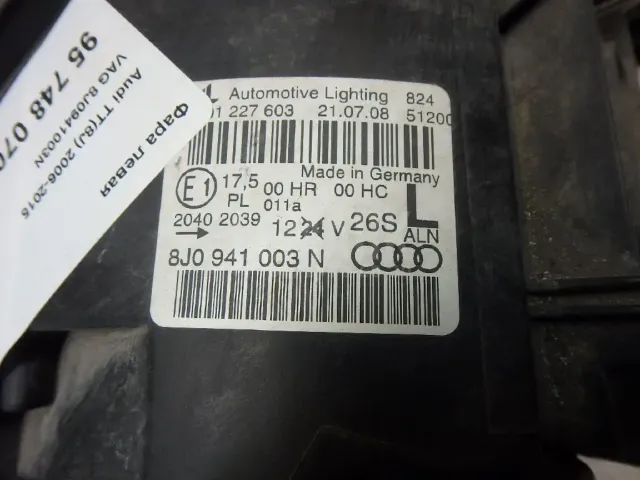 Фара левая
Audi TT(8J) 2006-2015
VAG 8J0941003N
95 748 070
Automotive Lighting 824
01 227 603 21.07.08 5120
Made in Germany
E1 17,5 00 HR 00 HC L
PL 011a
2040 2039 12 24 V 26S ALN
8J0 941 003 N